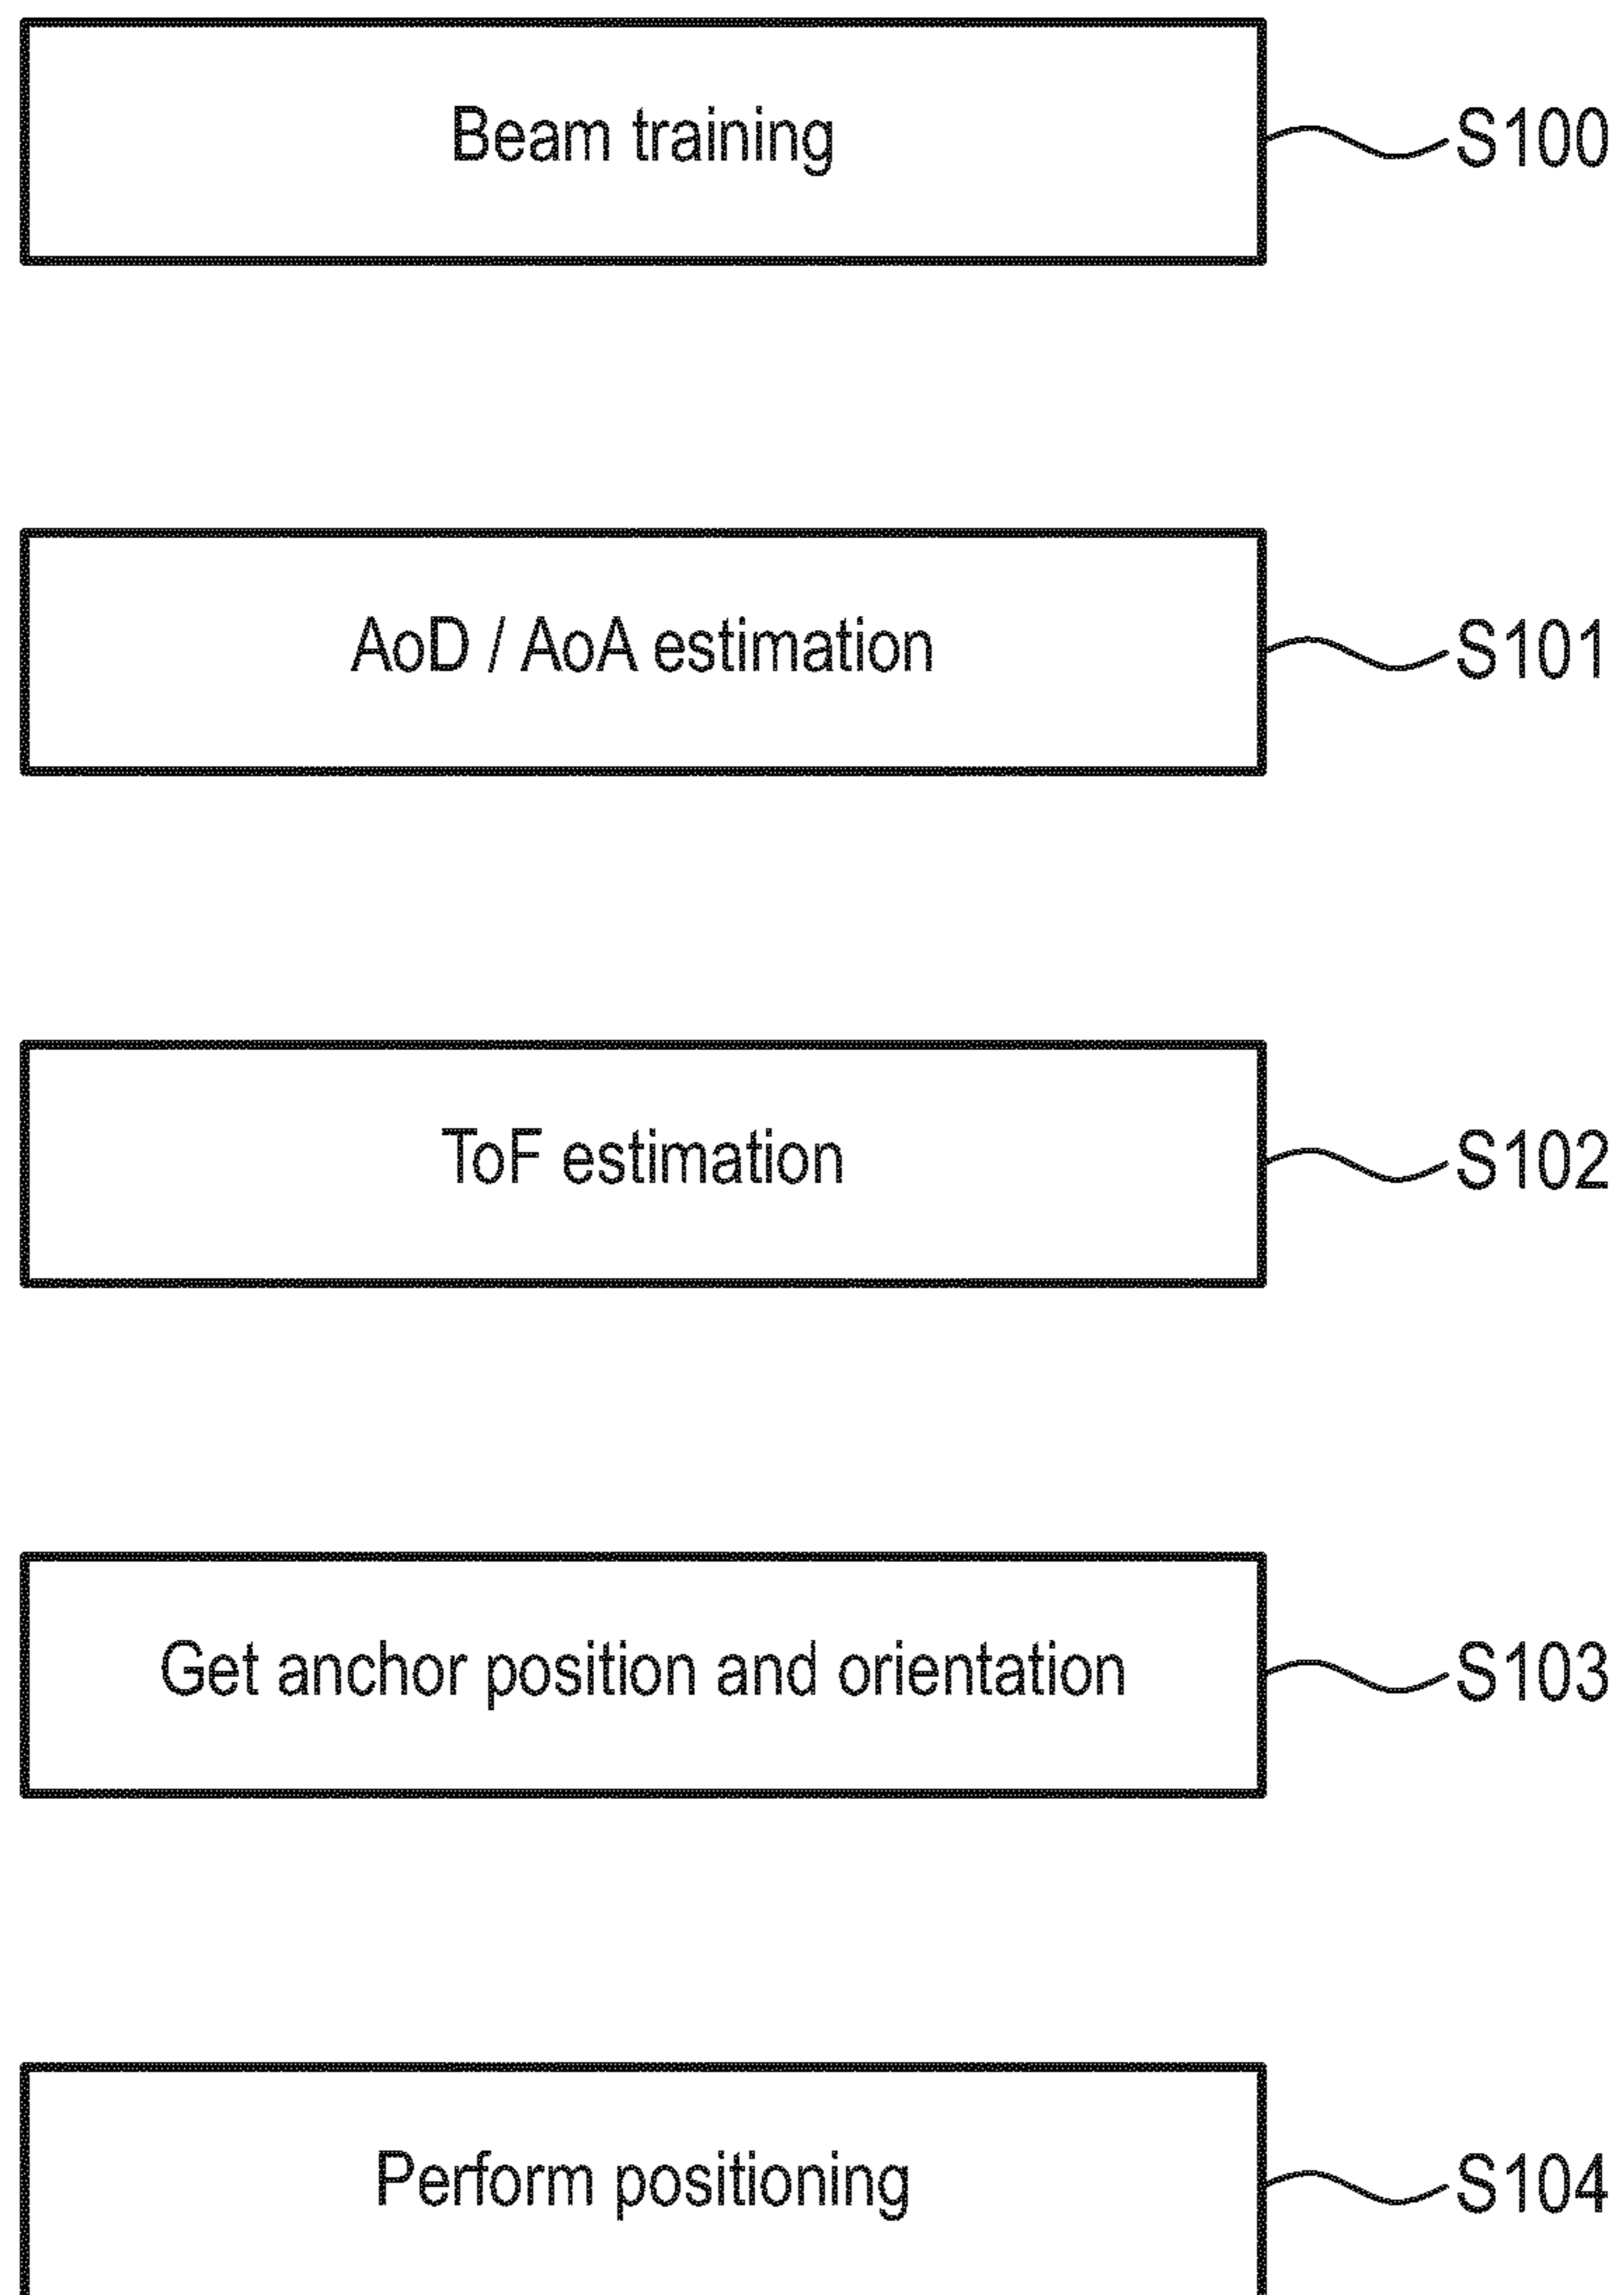 Beam training S100
AoD / AoA estimation S101
ToF estimation S102
Get anchor position and orientation S103
Perform positioning S104